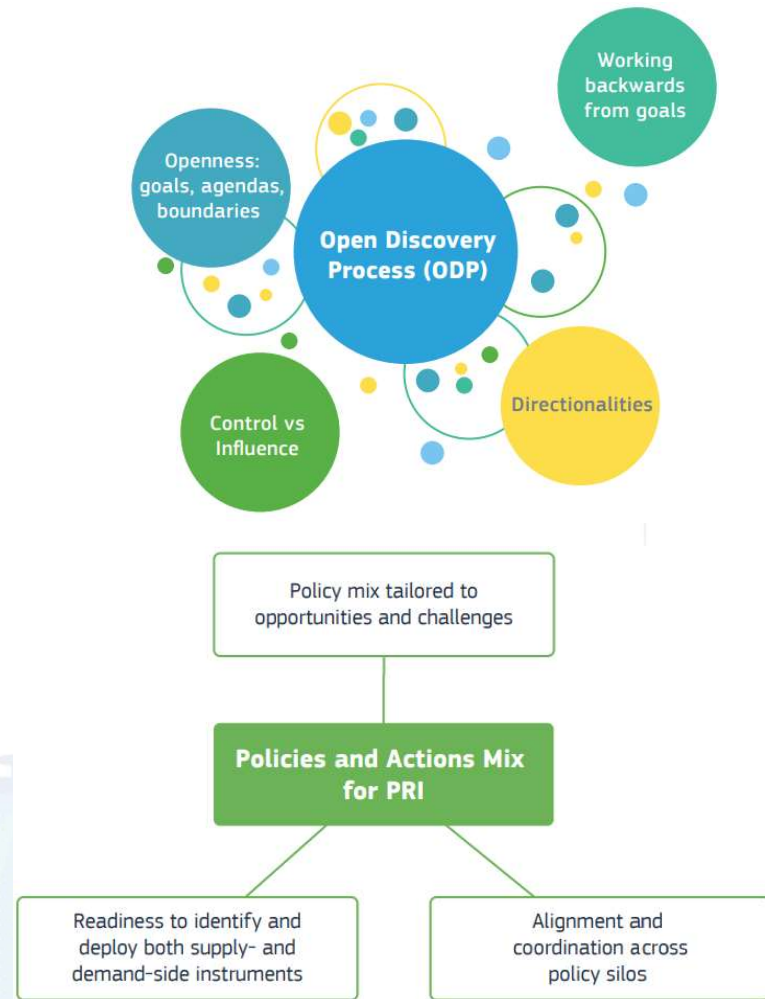 Working
backwards
from goals
Openness:
goals, agendas,
boundaries
Open Discovery
Process (ODP)
Directionalities
Control vs
Influence
Policy mix tailored to
opportunities and challenges
Policies and Actions Mix
for PRI
Readiness to identify and
deploy both supply- and
demand-side instruments
Alignment and
coordination across
policy silos